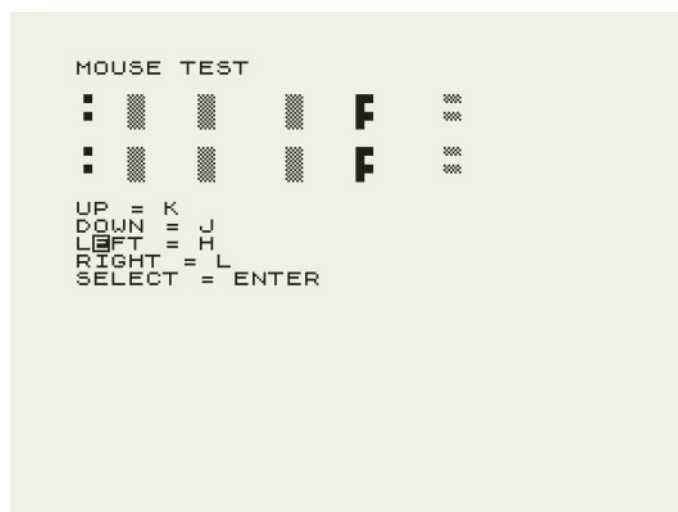 MOUSE TEST
UP = K
DOWN = J
LEFT = H
RIGHT = L
SELECT = ENTER